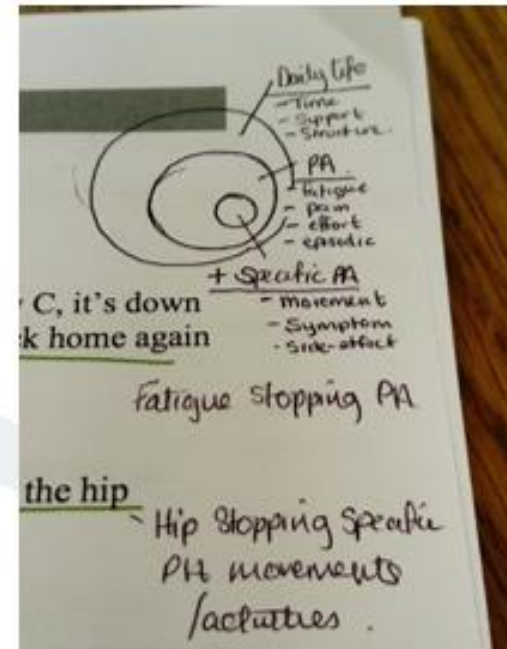 Daily life
- Time
- Support
- Structure.
PA
- fatigue
- pain
- effort
- episodic
+ Specific PA
- movement
- Symptom
- Side-effect
C, it's down
k home again
Fatigue Stopping PA
the hip
Hip Stopping Specific
PA movements
/activities.